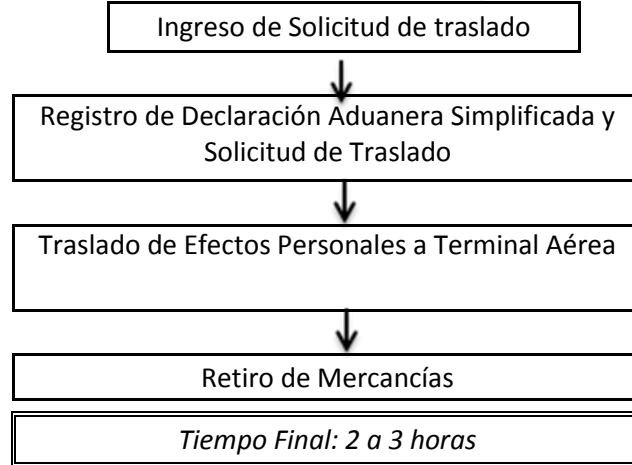 Ingreso de Solicitud de traslado
Registro de Declaración Aduanera Simplificada y
Solicitud de Traslado
Traslado de Efectos Personales a Terminal Aérea
Retiro de Mercancías
Tiempo Final: 2 a 3 horas